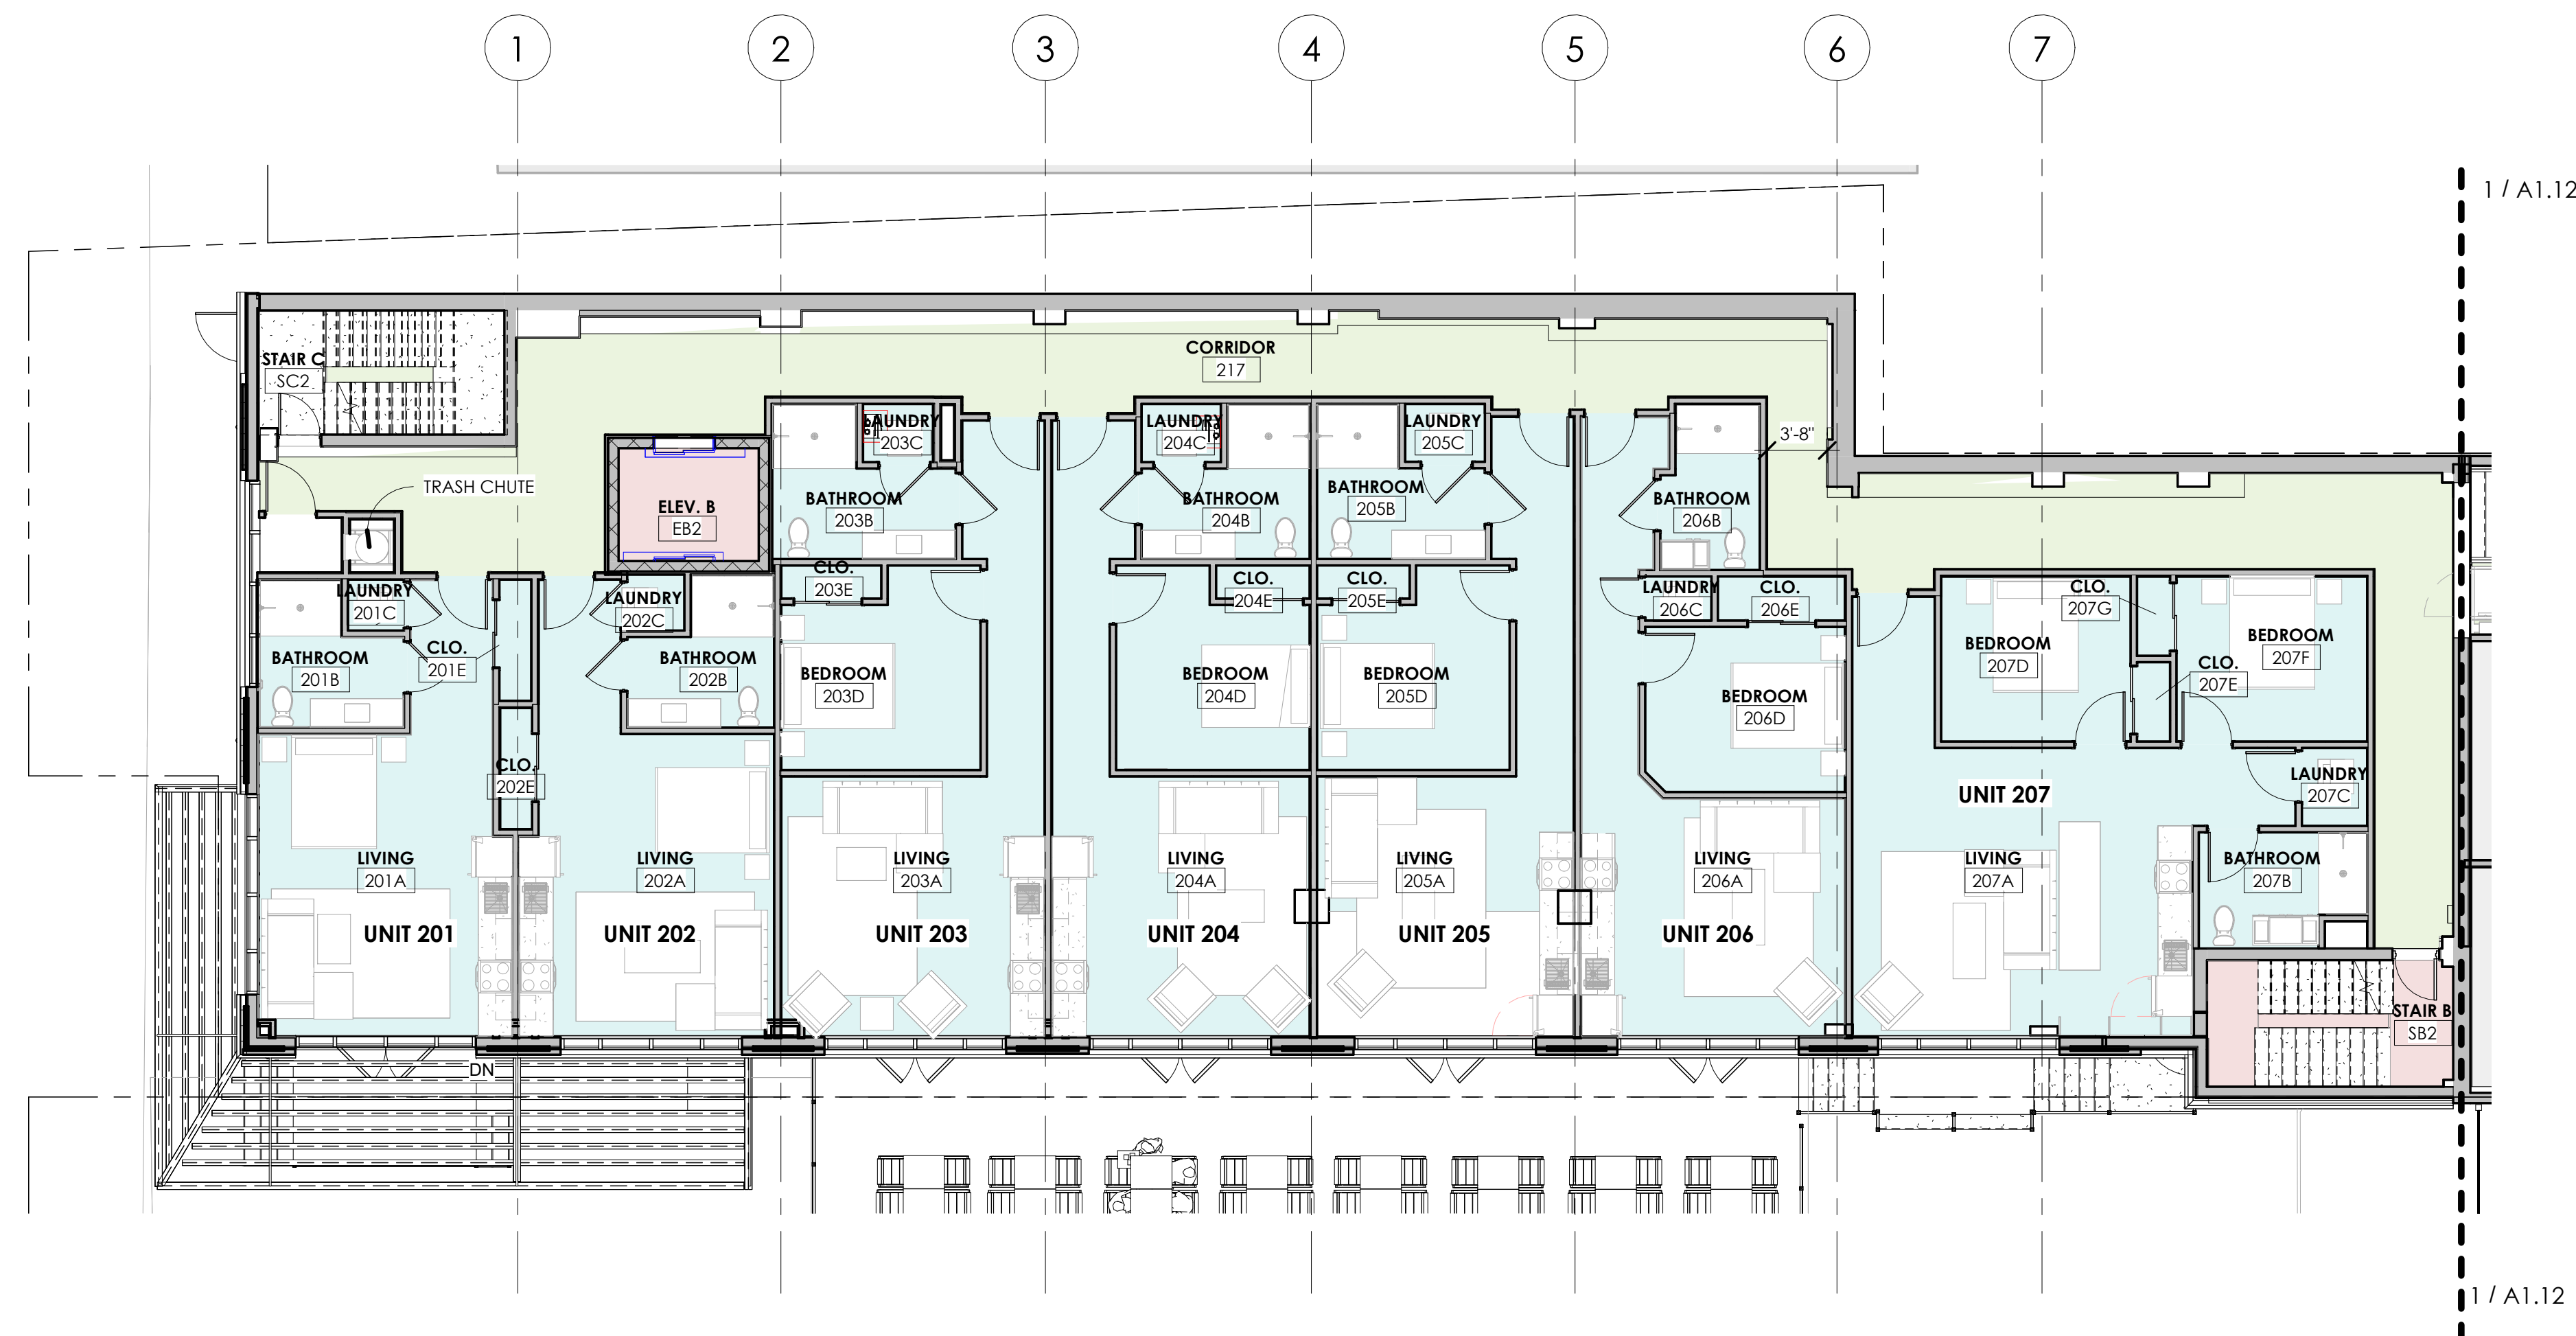 1
2
3
4
5
6
7
1 / A1.12
CORRIDOR
217
STAIR C
SC2
TRASH CHUTE
ELEV. B
EB2
LAUNDRY
203C
LAUNDRY
204C
LAUNDRY
205C
3'-8"
BATHROOM
203B
BATHROOM
204B
BATHROOM
205B
BATHROOM
206B
CLO.
203E
CLO.
204E
CLO.
205E
LAUNDRY
206C
CLO.
206E
CLO.
207G
LAUNDRY
201C
LAUNDRY
202C
BATHROOM
201B
CLO.
201E
BATHROOM
202B
BEDROOM
203D
BEDROOM
204D
BEDROOM
205D
BEDROOM
206D
BEDROOM
207D
CLO.
207E
BEDROOM
207F
CLO.
202E
UNIT 207
LAUNDRY
207C
LIVING
201A
LIVING
202A
LIVING
203A
LIVING
204A
LIVING
205A
LIVING
206A
LIVING
207A
BATHROOM
207B
UNIT 201
UNIT 202
UNIT 203
UNIT 204
UNIT 205
UNIT 206
STAIR B
SB2
DN
1 / A1.12